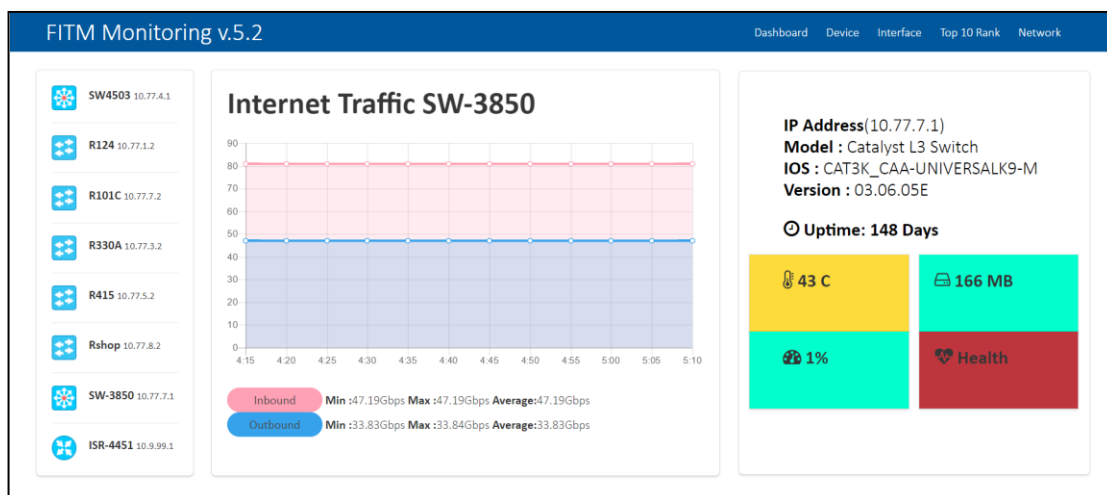 FITM Monitoring v.5.2
Dashboard Device Interface Top 10 Rank Network
SW4503 10.77.4.1
R124 10.77.1.2
R101C 10.77.7.2
R330A 10.77.3.2
R415 10.77.5.2
Rshop 10.77.8.2
SW-3850 10.77.7.1
ISR-4451 10.9.99.1
Internet Traffic SW-3850
90
80
70
60
50
40
30
20
10
0
4:15 4:20 4:25 4:30 4:35 4:40 4:45 4:50 4:55 5:00 5:05 5:10
Inbound Min :47.19Gbps Max :47.19Gbps Average:47.19Gbps
Outbound Min :33.83Gbps Max :33.84Gbps Average:33.83Gbps
IP Address(10.77.7.1)
Model : Catalyst L3 Switch
IOS : CAT3K_CAA-UNIVERSALK9-M
Version : 03.06.05E
Uptime: 148 Days
43 C
166 MB
1%
Health